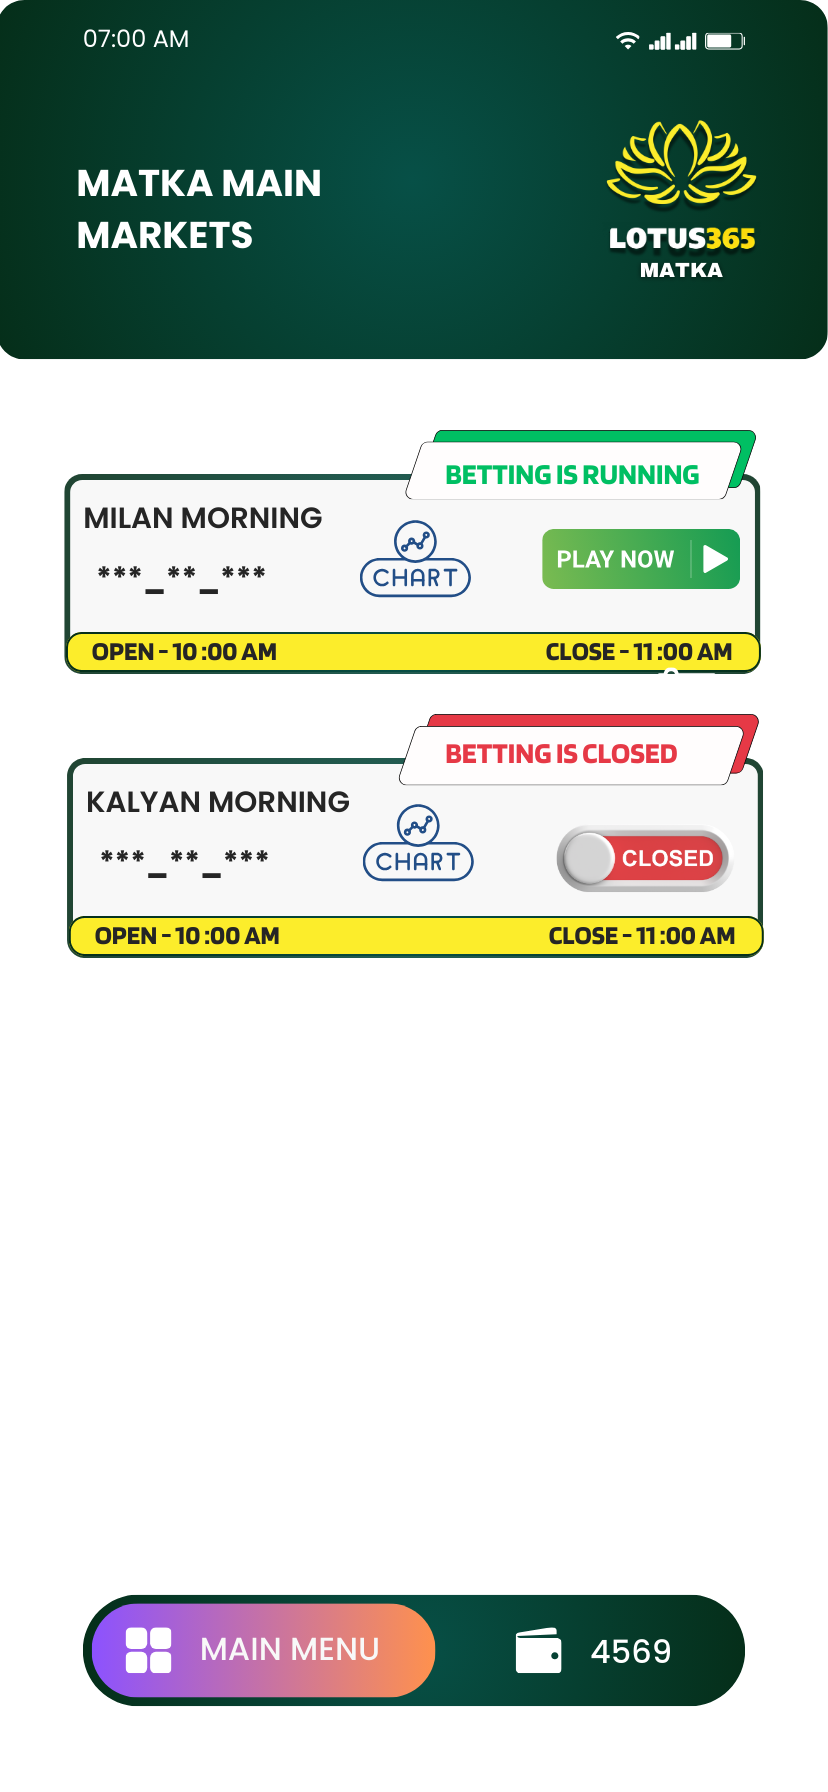 07:00 AM
MATKA MAIN
MARKETS
LOTUS365
MATKA
BETTING IS RUNNING
MILAN MORNING
***_**_***
CHART
PLAY NOW
OPEN - 10 :00 AM
CLOSE - 11 :00 AM
BETTING IS CLOSED
KALYAN MORNING
***_**_***
CHART
CLOSED
OPEN - 10 :00 AM
CLOSE - 11 :00 AM
MAIN MENU
4569